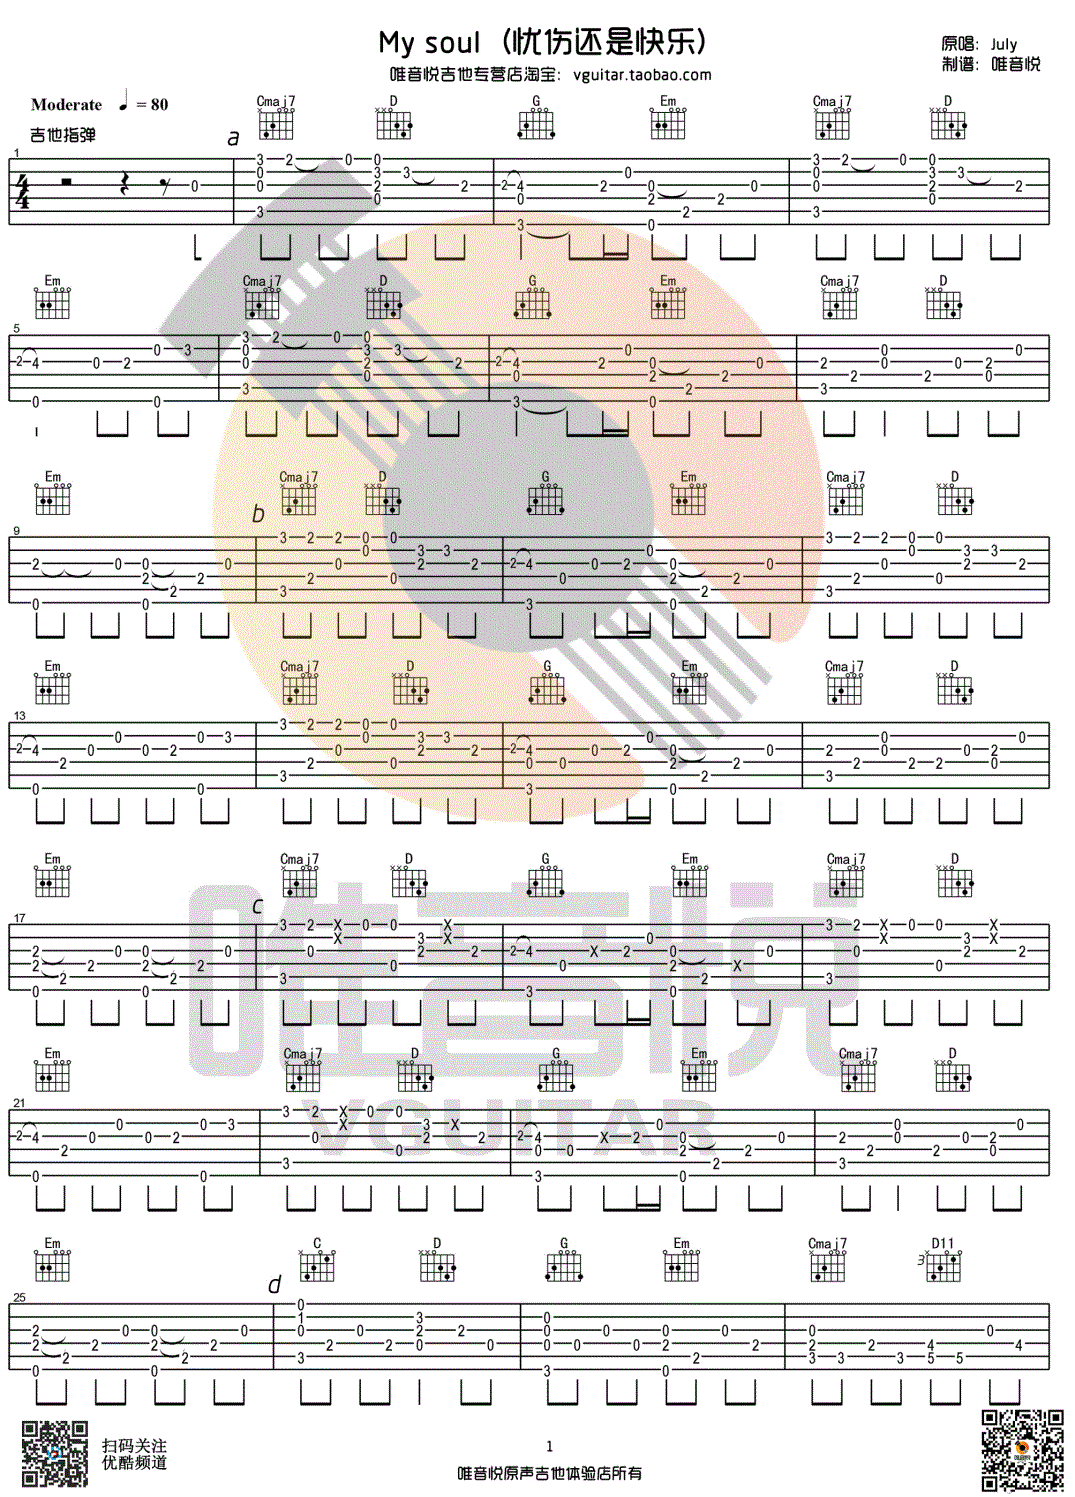 My soul (忧伤还是快乐)
唯音悦吉他专营店淘宝: vguitar.taobao.com
原唱: July
制谱: 唯音悦
Moderate ♩ = 80
吉他指弹
a
Cmaj7 D G Em Cmaj7 D
1
Em Cmaj7 D G Em Cmaj7 D
5
Em Cmaj7 D G Em Cmaj7 D
b
9
Em Cmaj7 D G Em Cmaj7 D
13
Em Cmaj7 D G Em Cmaj7 D
c
17
唯音悦
VGUITAR
Em Cmaj7 D G Em Cmaj7 D
21
Em C D G Em Cmaj7 D11
3
d
25
扫码关注
优酷频道
1
唯音悦原声吉他体验店所有
唯音悦